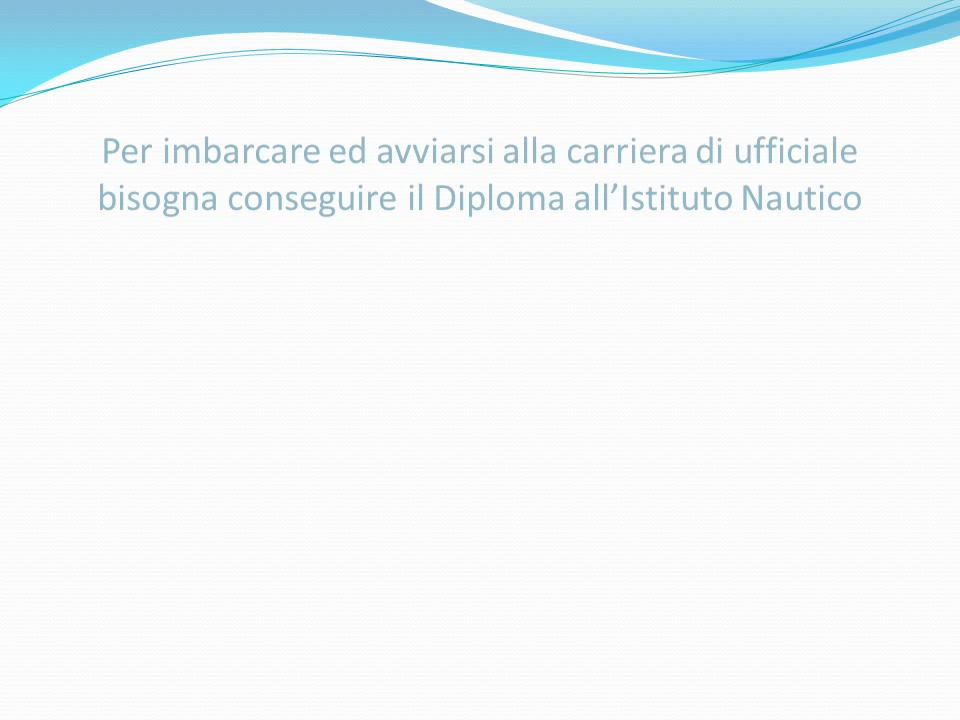 Per imbarcare ed avviarsi alla carriera di ufficiale
bisogna conseguire il Diploma all’Istituto Nautico